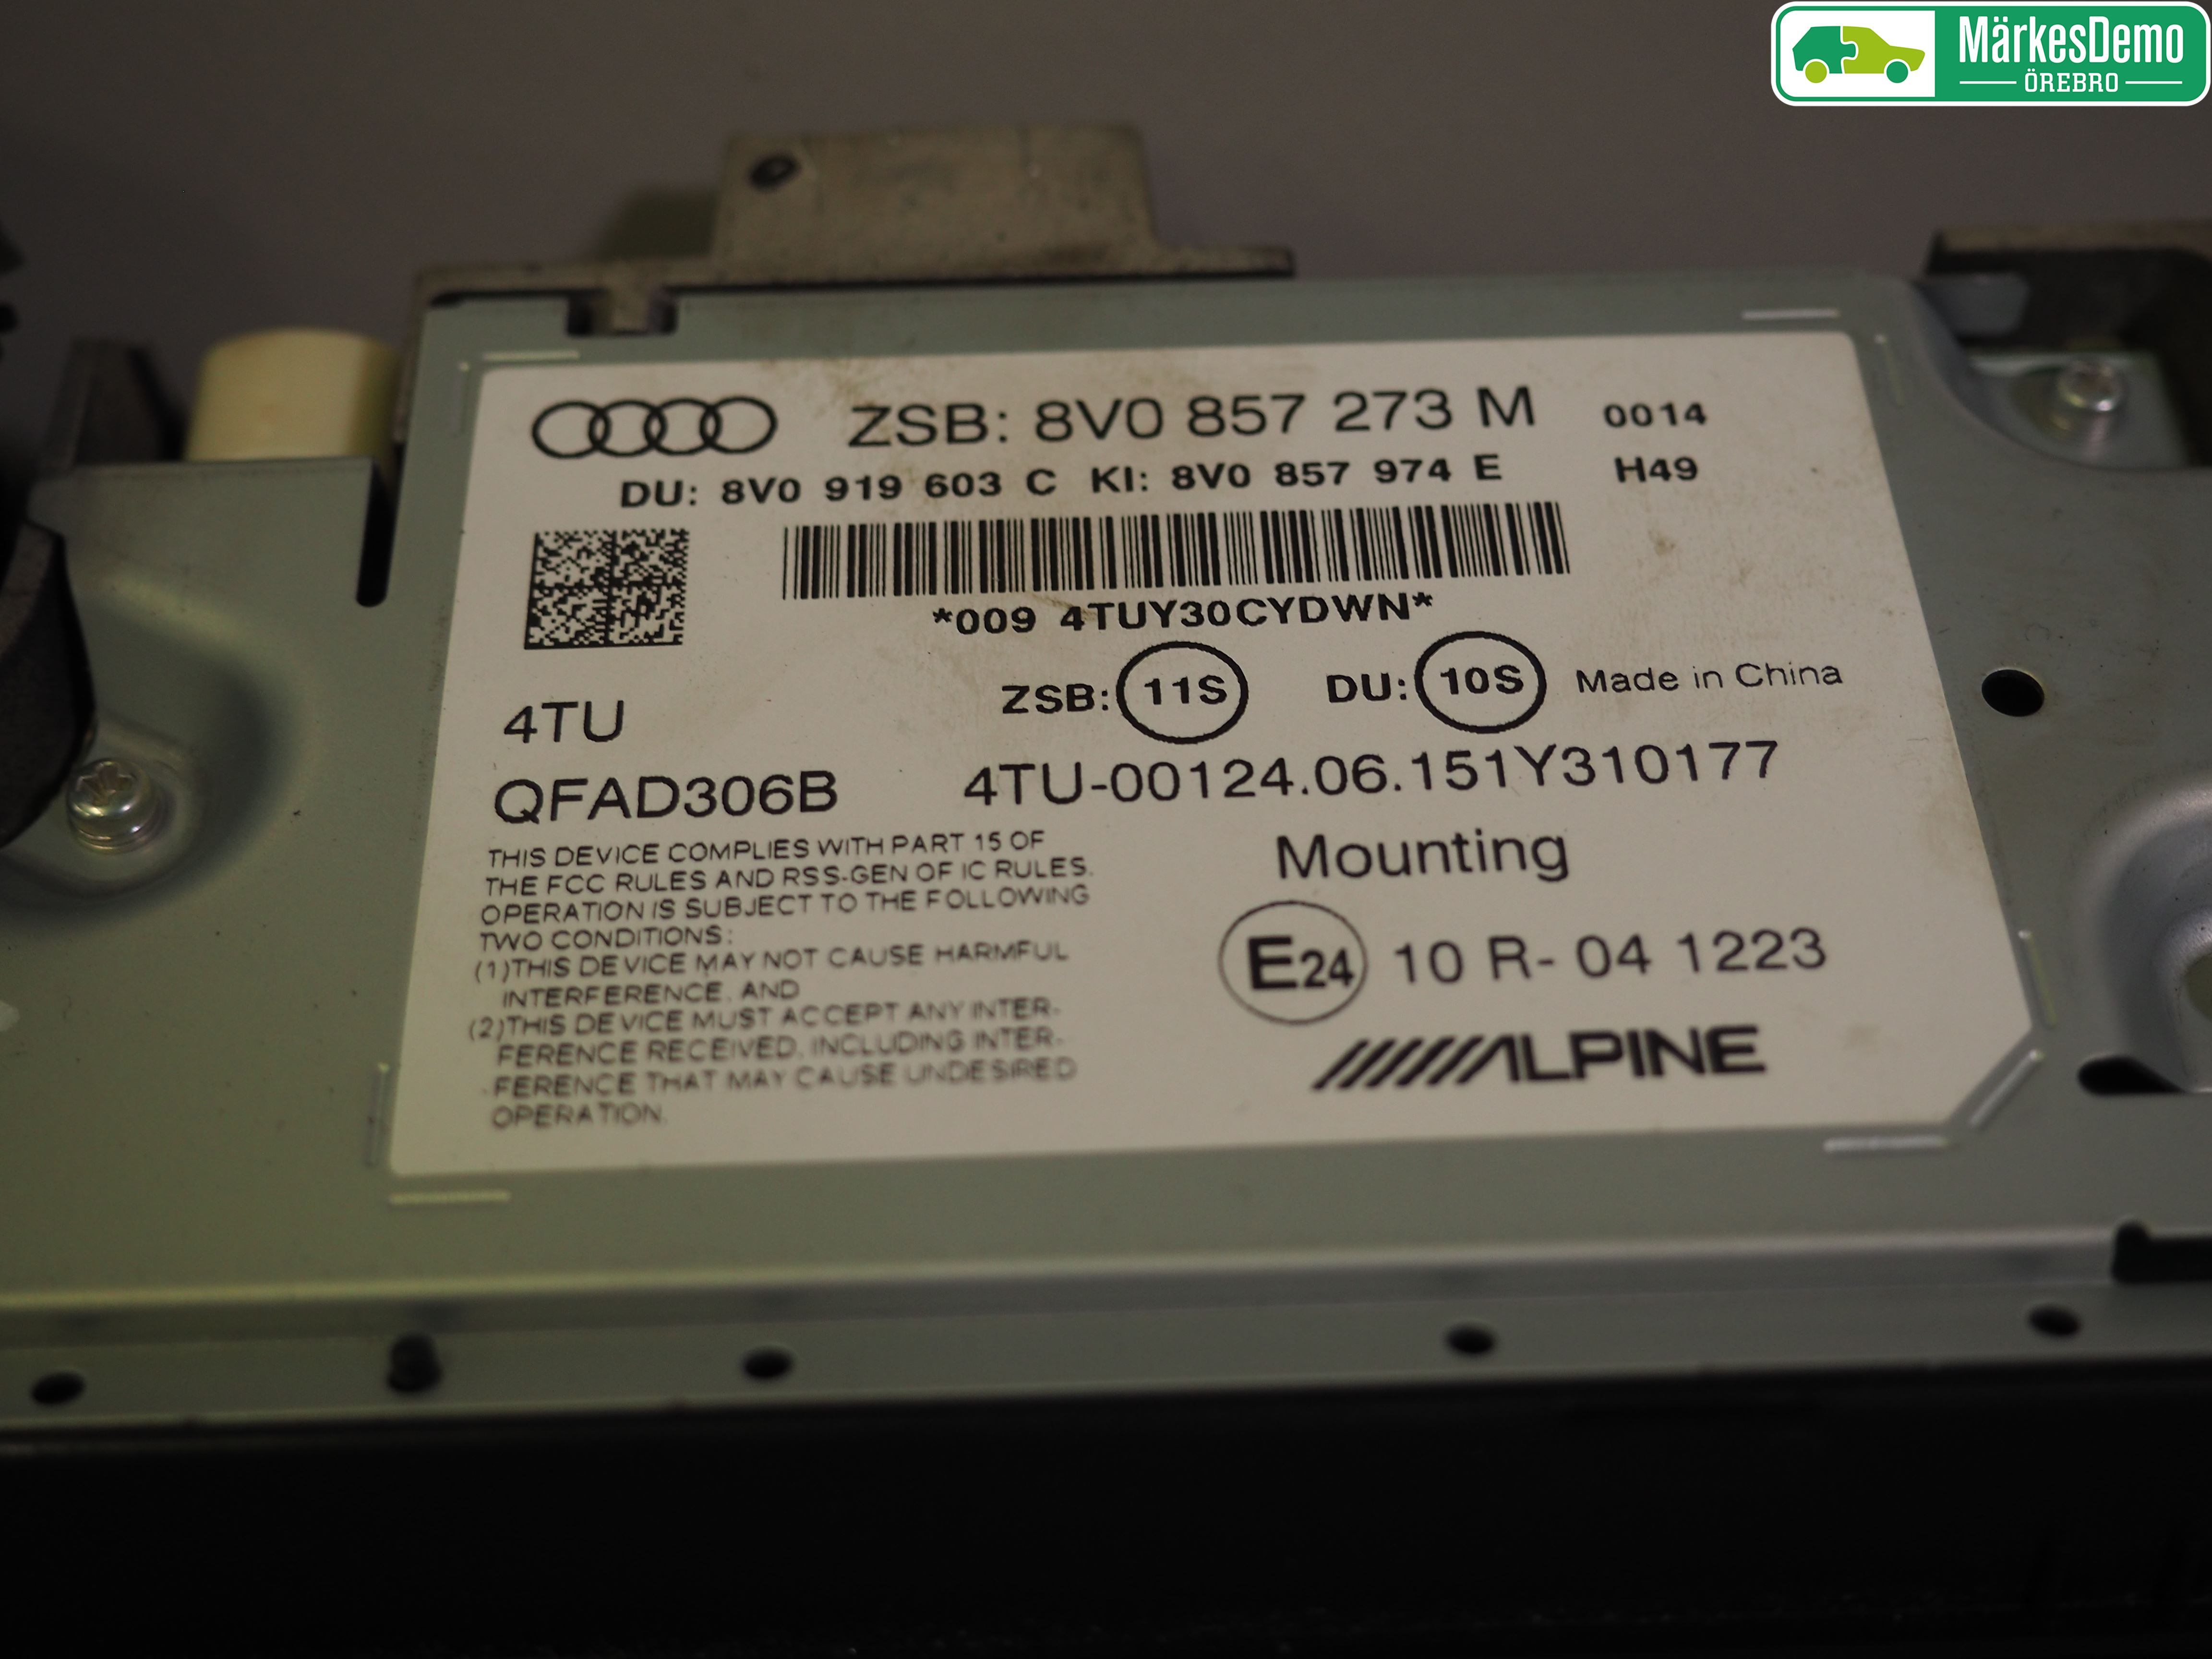 MärkesDemo
ÖREBRO
ZSB: 8V0 857 273 M 0014
DU: 8V0 919 603 C KI: 8V0 857 974 E H49
*009 4TUY30CYDWN*
ZSB: 11S DU: 10S Made in China
4TU
QFAD306B 4TU-00124.06.151Y310177
THIS DEVICE COMPLIES WITH PART 15 OF
THE FCC RULES AND RSS-GEN OF IC RULES.
OPERATION IS SUBJECT TO THE FOLLOWING
TWO CONDITIONS:
(1)THIS DEVICE MAY NOT CAUSE HARMFUL
INTERFERENCE, AND
(2)THIS DEVICE MUST ACCEPT ANY INTER-
FERENCE RECEIVED, INCLUDING INTER-
FERENCE THAT MAY CAUSE UNDESIRED
OPERATION.
Mounting
E24 10 R- 04 1223
ALPINE